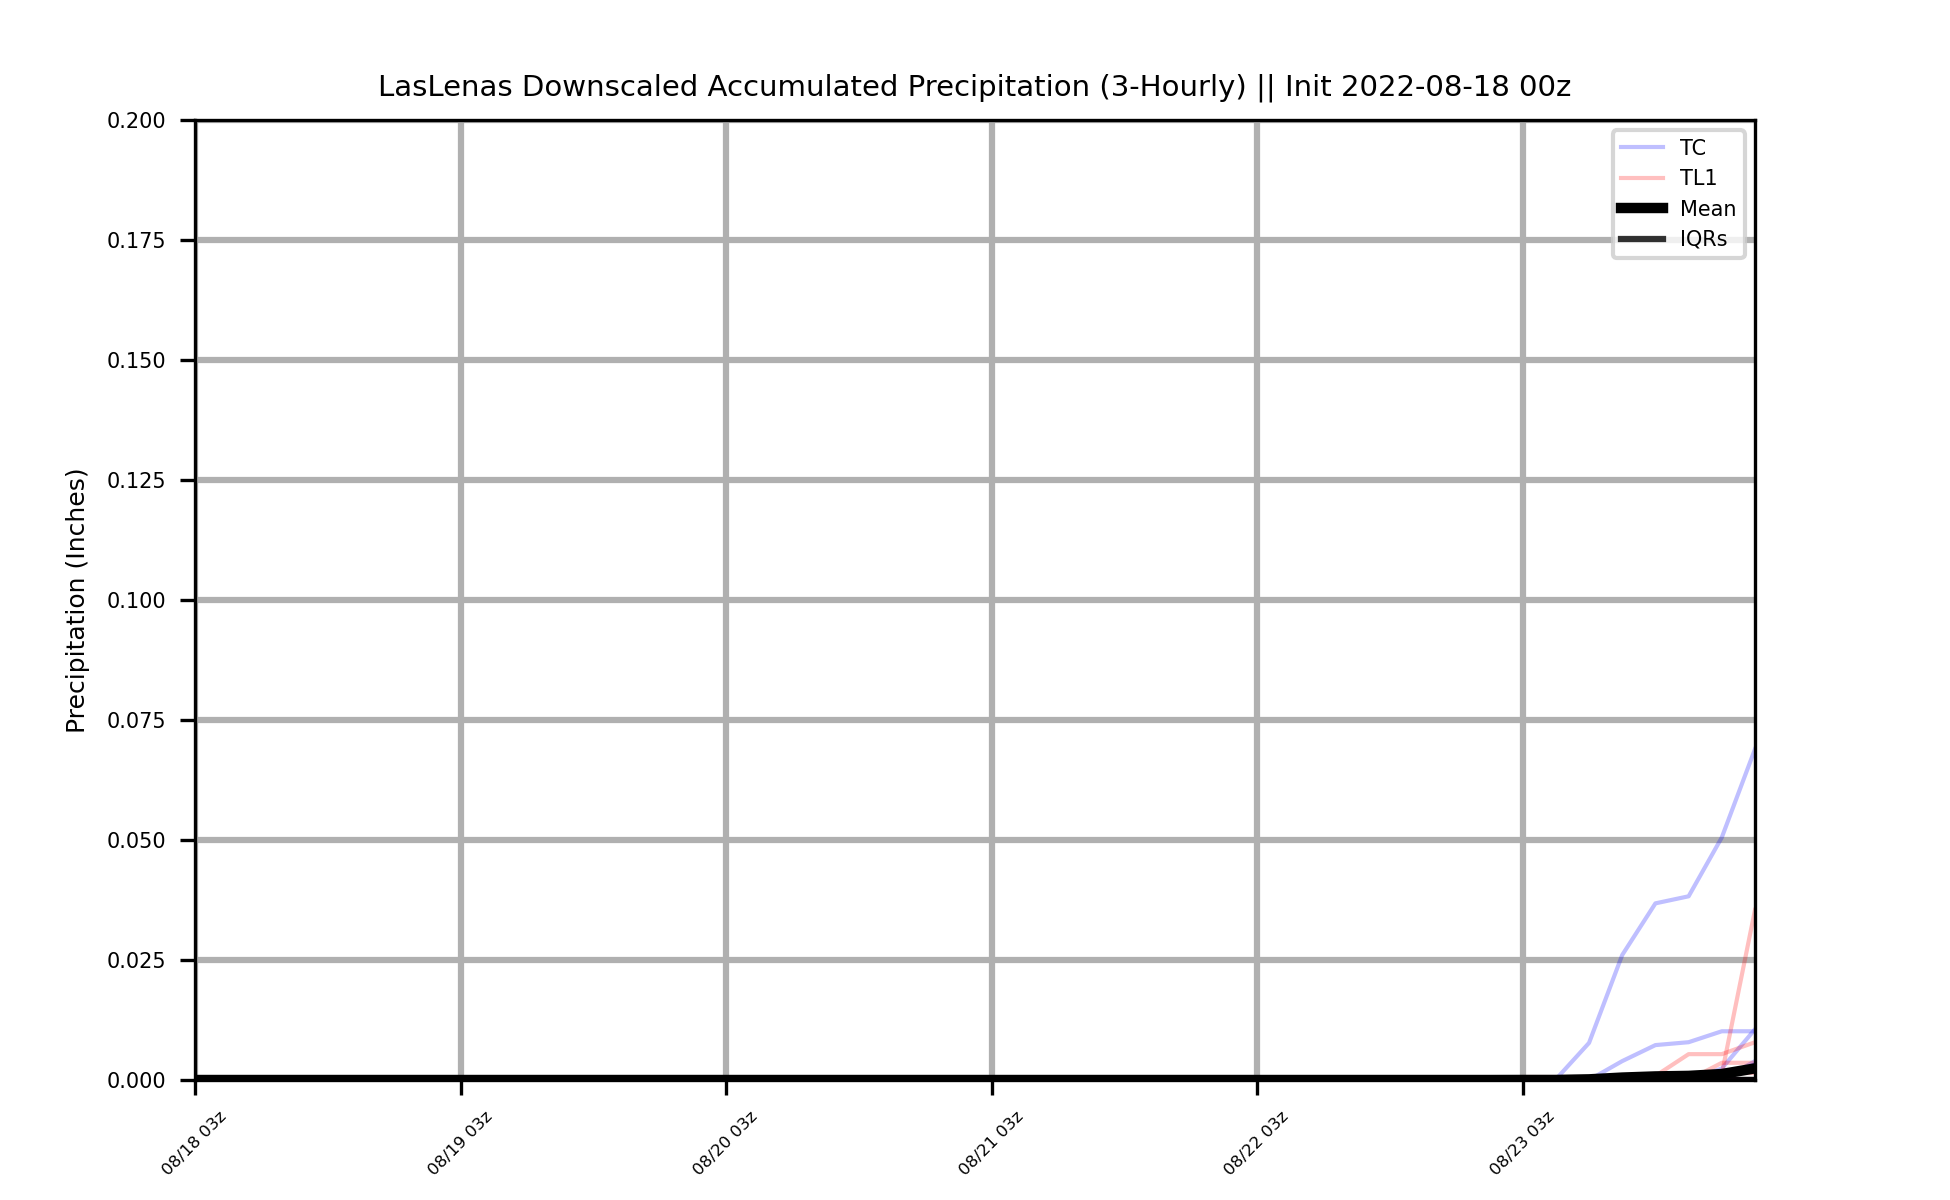 LasLenas Downscaled Accumulated Precipitation (3-Hourly) || Init 2022-08-18 00z
Precipitation (Inches)
0.200
0.175
0.150
0.125
0.100
0.075
0.050
0.025
0.000
TC
TL1
Mean
IQRs
08/18 03z
08/19 03z
08/20 03z
08/21 03z
08/22 03z
08/23 03z